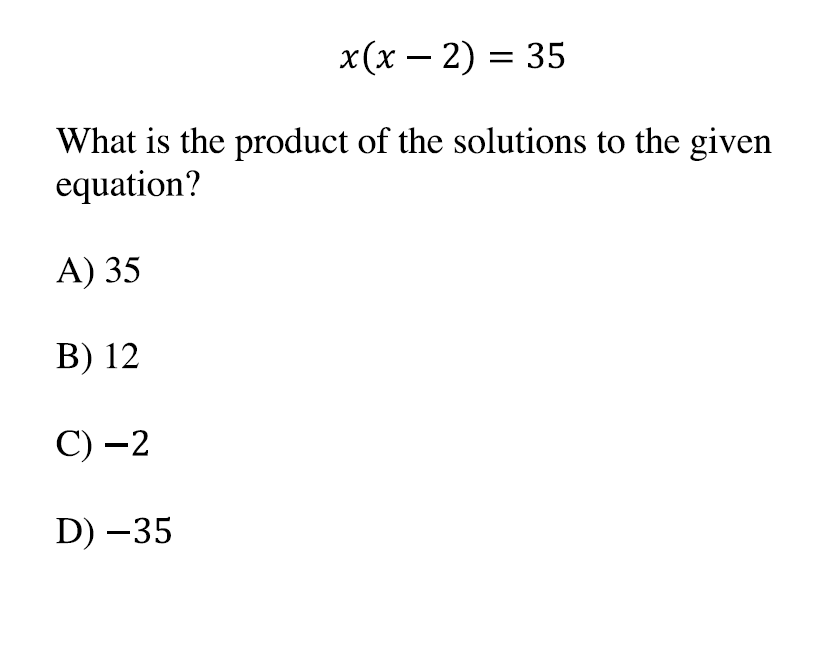 x(x − 2) = 35
What is the product of the solutions to the given
equation?
A) 35
B) 12
C) −2
D) −35